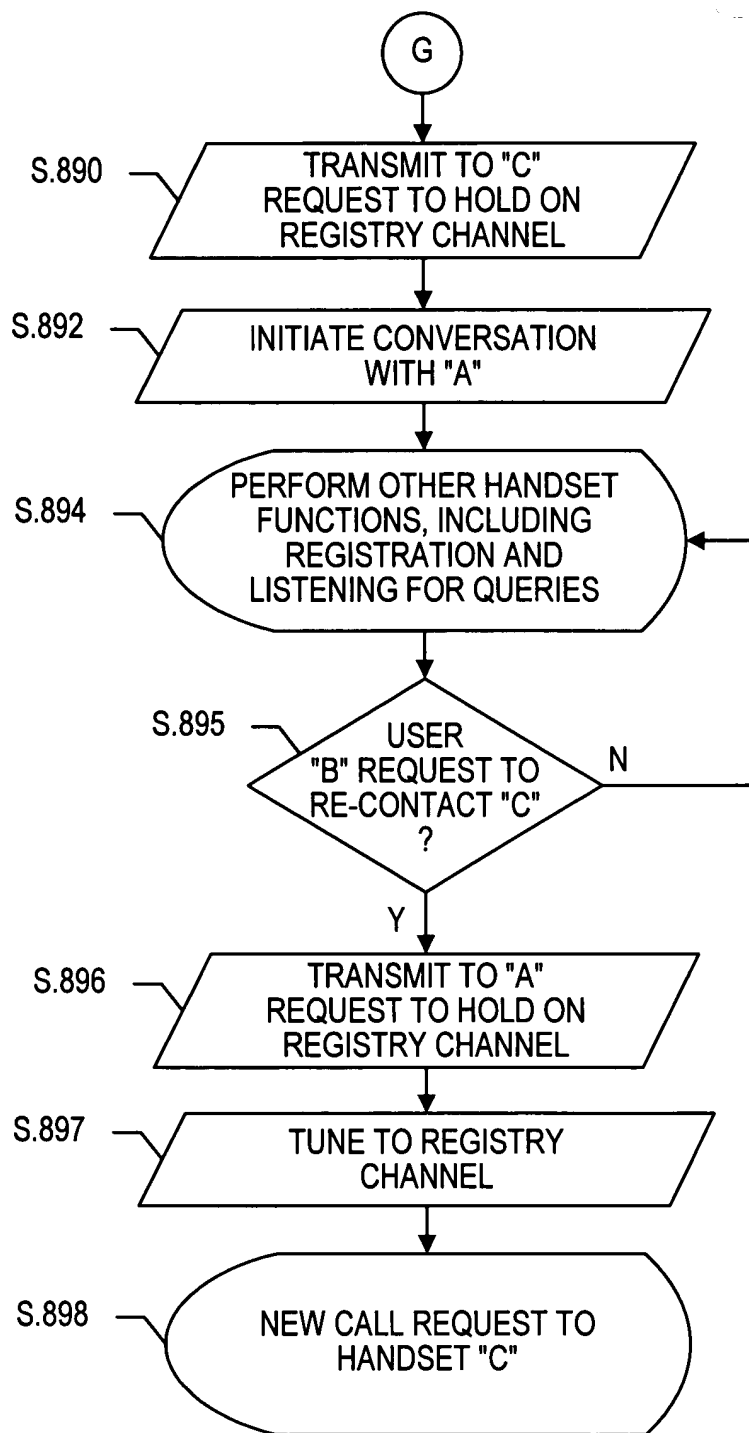 G
S.890
TRANSMIT TO "C"
REQUEST TO HOLD ON
REGISTRY CHANNEL
S.892
INITIATE CONVERSATION
WITH "A"
S.894
PERFORM OTHER HANDSET
FUNCTIONS, INCLUDING
REGISTRATION AND
LISTENING FOR QUERIES
S.895
USER
"B" REQUEST TO
RE-CONTACT "C"
?
N
Y
S.896
TRANSMIT TO "A"
REQUEST TO HOLD ON
REGISTRY CHANNEL
S.897
TUNE TO REGISTRY
CHANNEL
S.898
NEW CALL REQUEST TO
HANDSET "C"